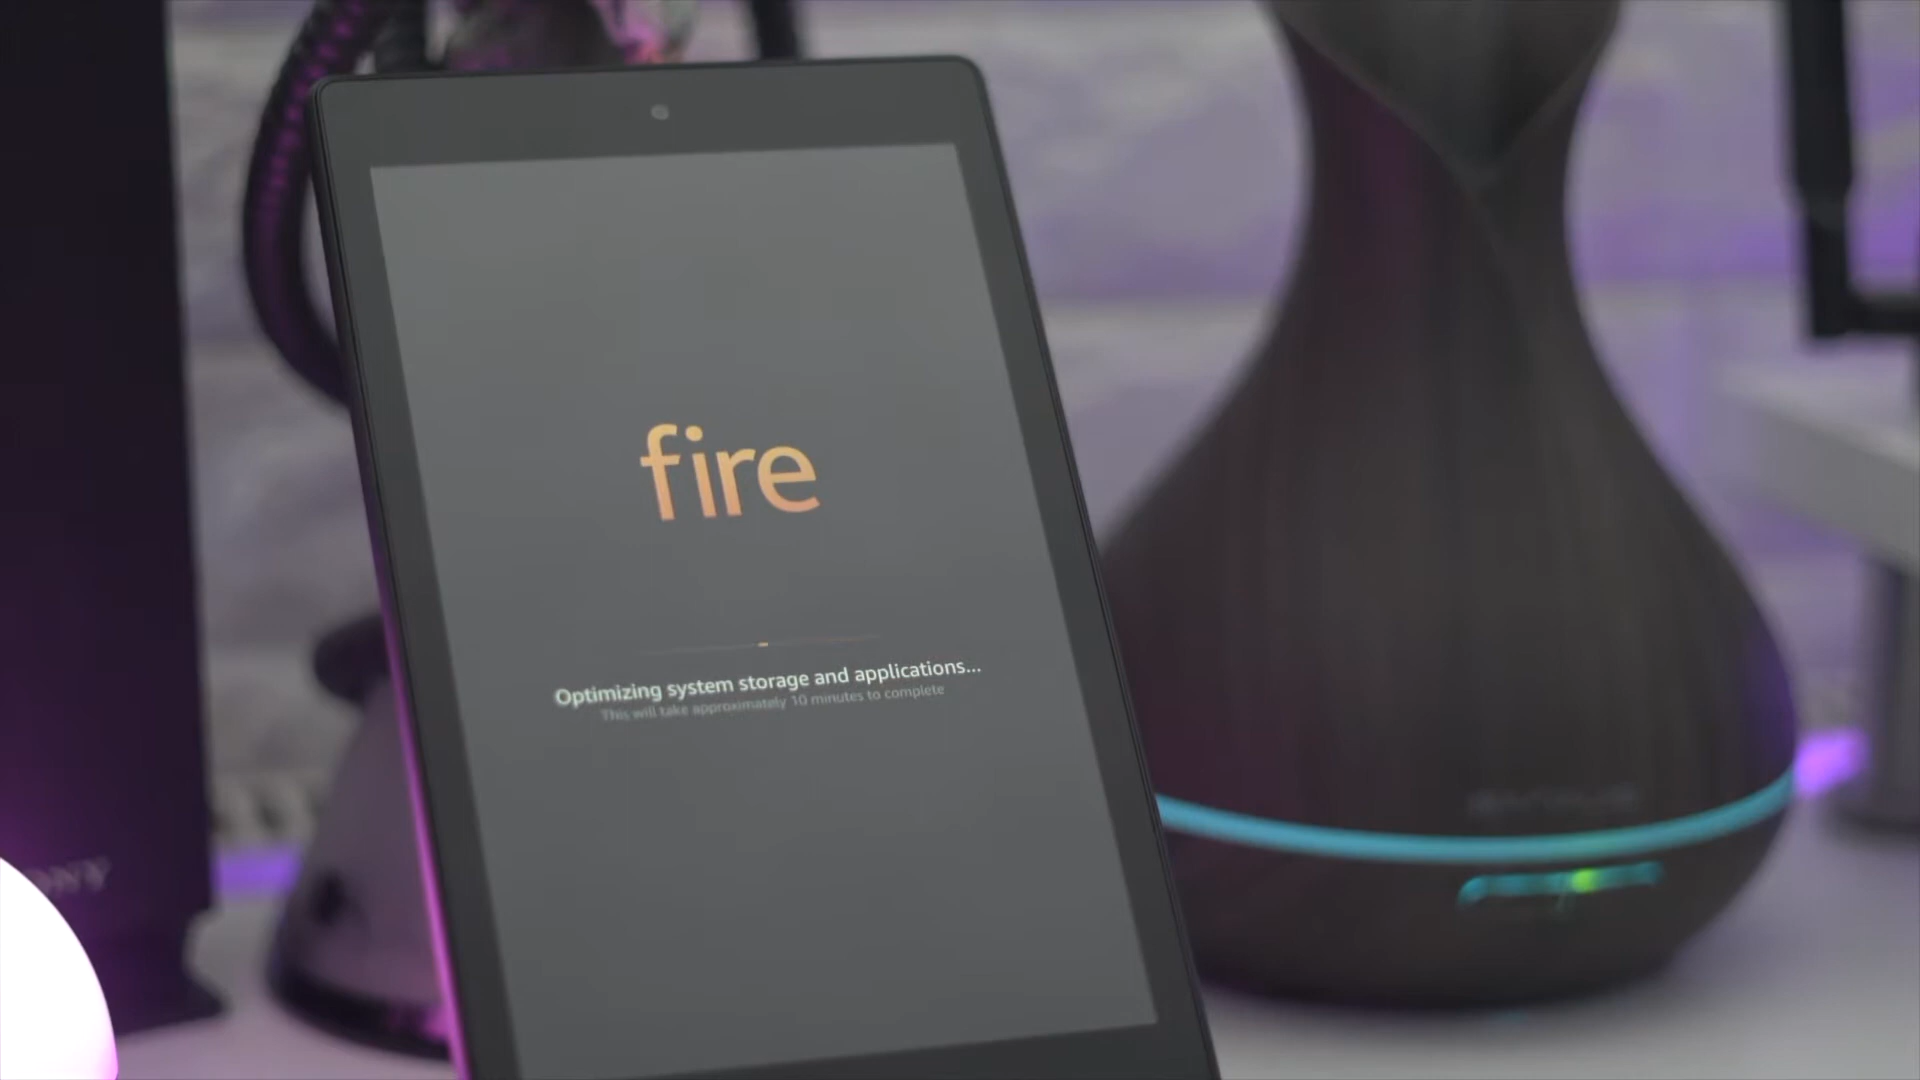 fire
Optimizing system storage and applications...
This will take approximately 10 minutes to complete